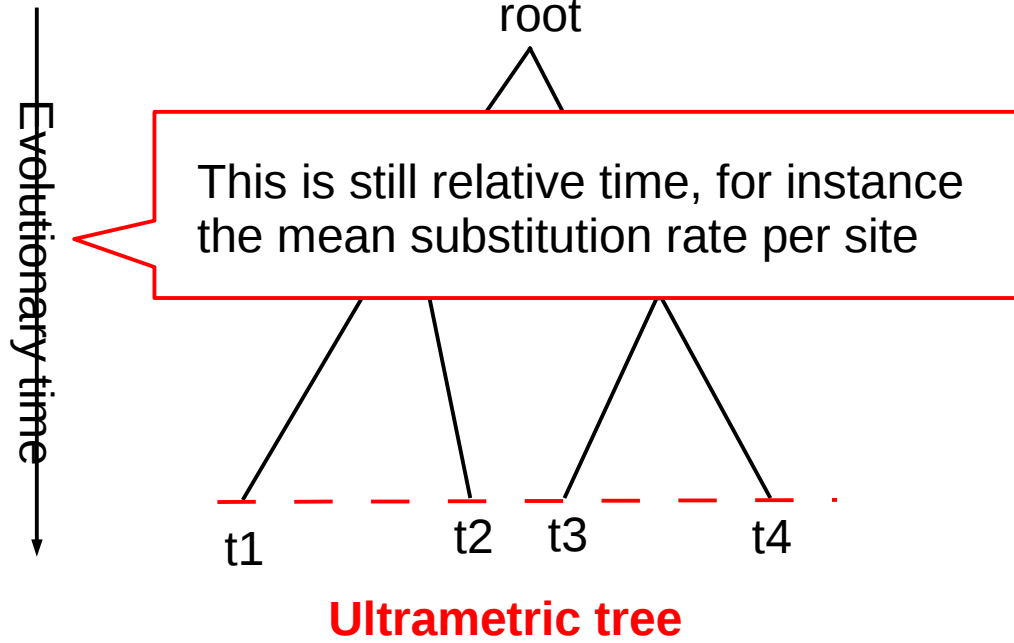 root
Evolutionary time
This is still relative time, for instance
the mean substitution rate per site
t1
t2
t3
t4
Ultrametric tree